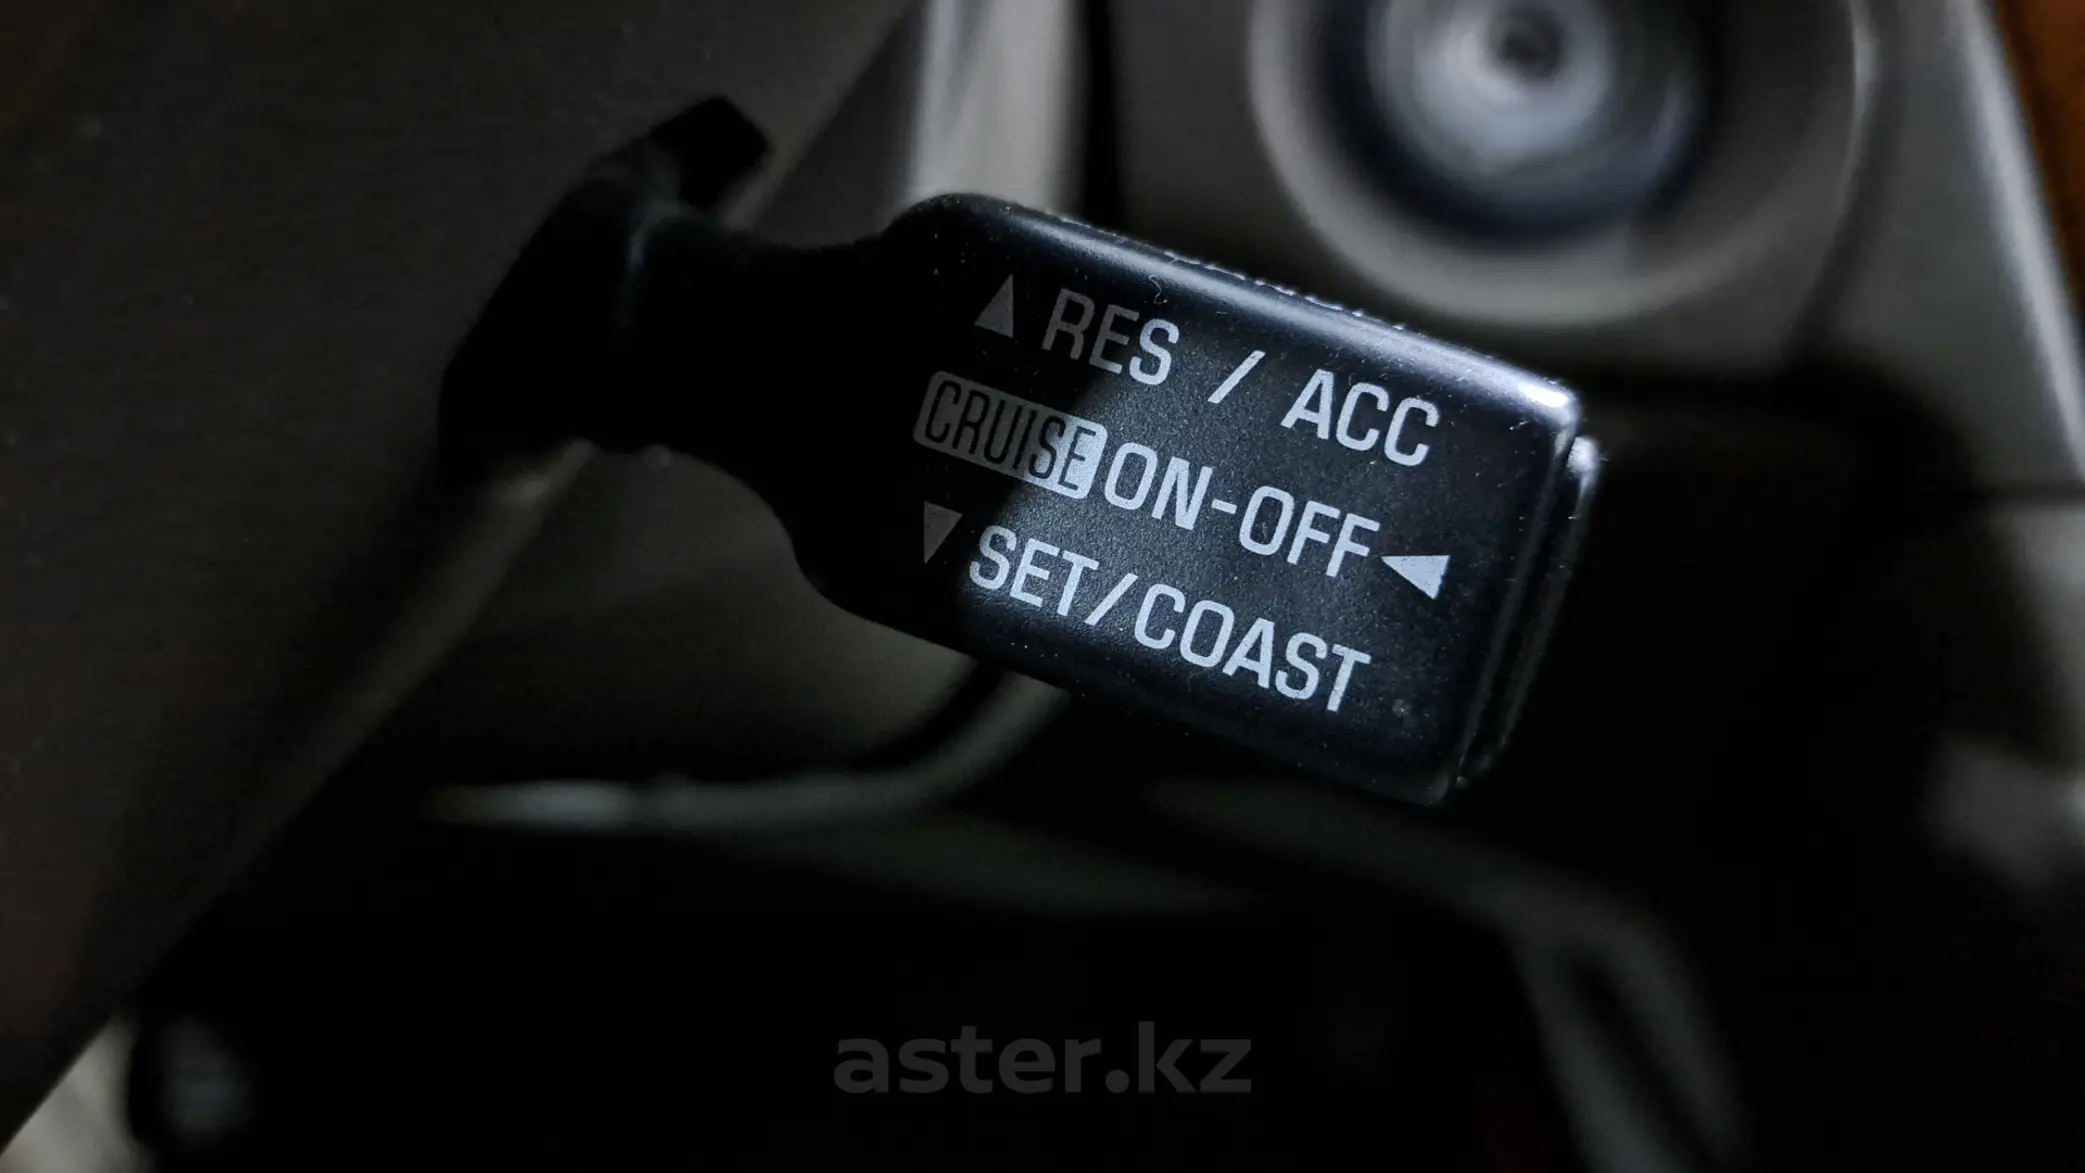 ▲ RES / ACC
CRUISE ON-OFF ◀
▼ SET/COAST
aster.kz